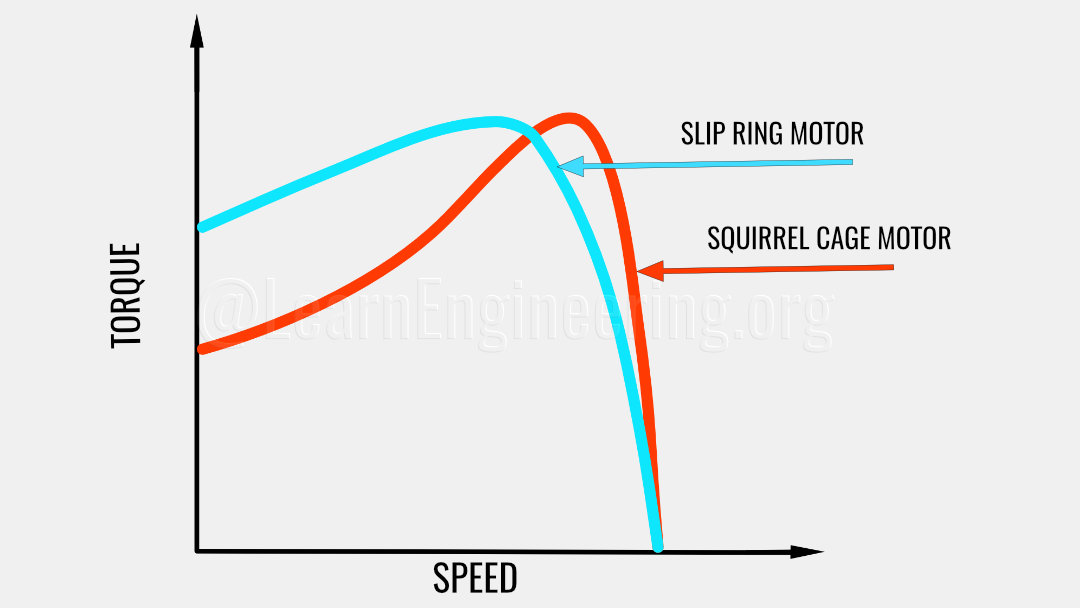 SLIP RING MOTOR
SQUIRREL CAGE MOTOR
TORQUE
@LearnEngineering.org
SPEED